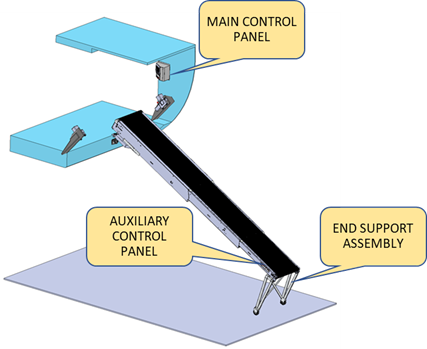 MAIN CONTROL
PANEL
AUXILIARY
CONTROL
PANEL
END SUPPORT
ASSEMBLY